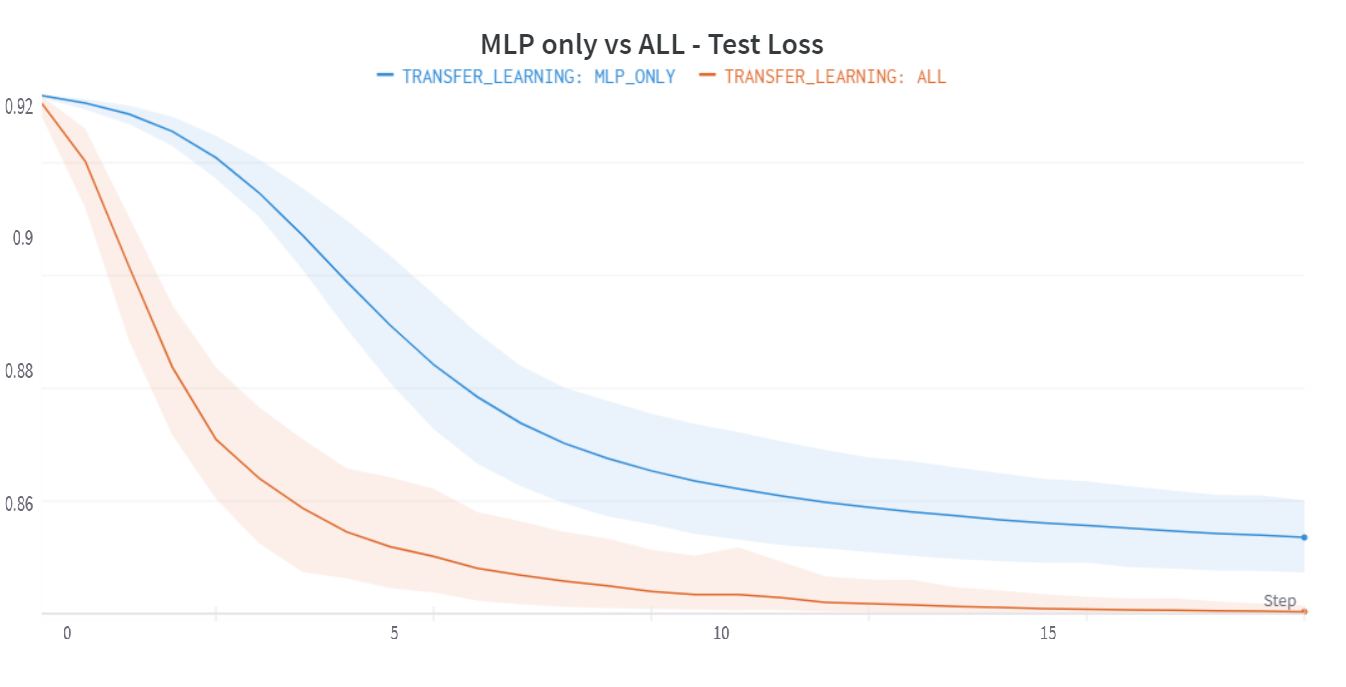 MLP only vs ALL - Test Loss
TRANSFER_LEARNING: MLP_ONLY TRANSFER_LEARNING: ALL
0.92
0.9
0.88
0.86
Step
0 5 10 15